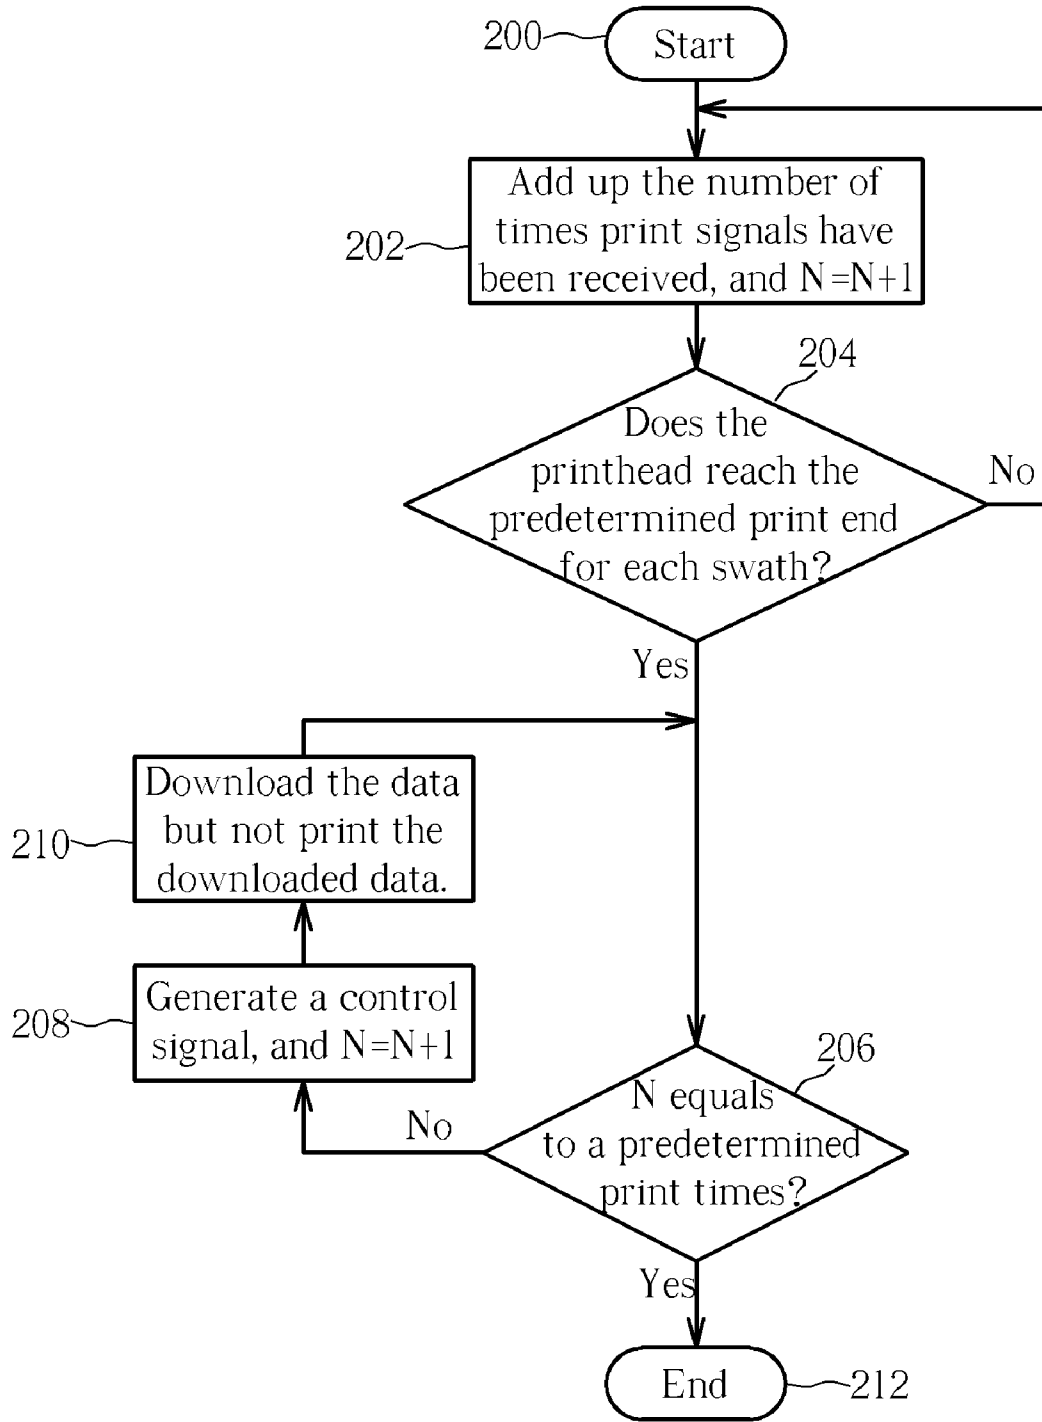 200
Start
Add up the number of
times print signals have
been received, and N=N+1
202
204
Does the
printhead reach the
predetermined print end
for each swath?
No
Yes
Download the data
but not print the
downloaded data.
210
Generate a control
signal, and N=N+1
208
206
N equals
to a predetermined
print times?
No
Yes
End
212